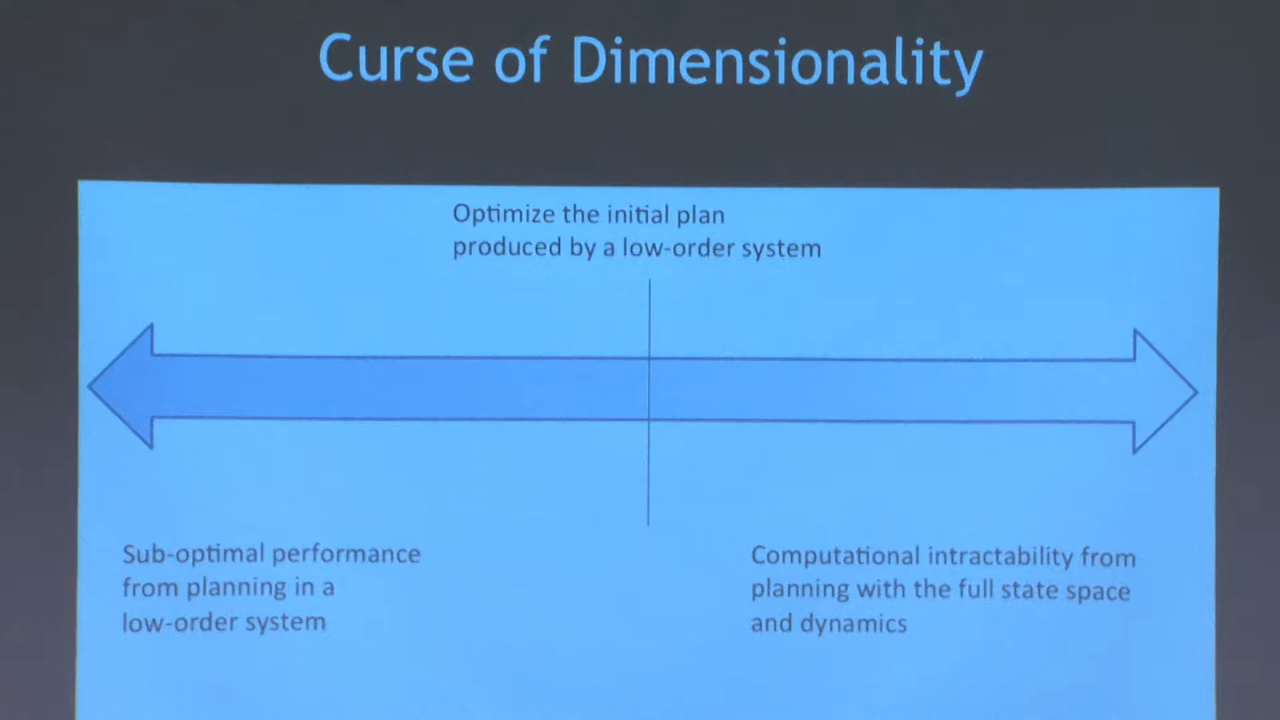 Curse of Dimensionality
Optimize the initial plan
produced by a low-order system
Sub-optimal performance
from planning in a
low-order system
Computational intractability from
planning with the full state space
and dynamics